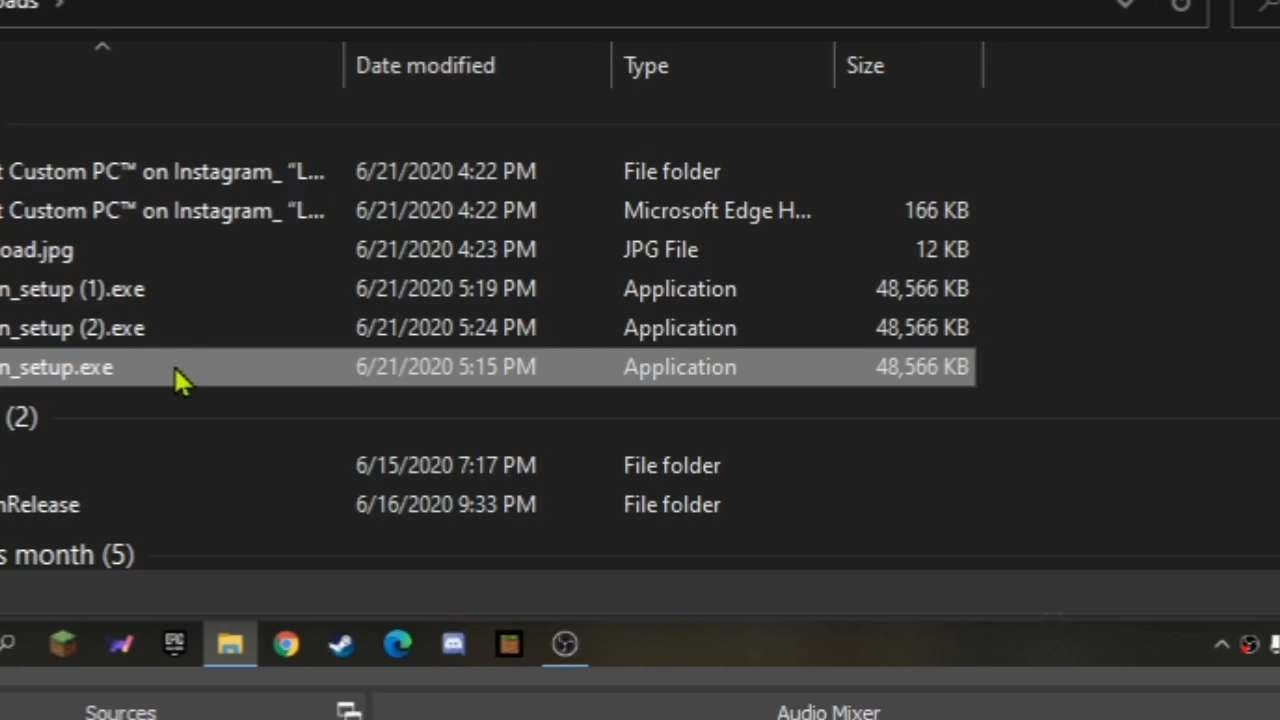 ads
Date modified Type Size
t Custom PC™ on Instagram_ “L... 6/21/2020 4:22 PM File folder
t Custom PC™ on Instagram_ “L... 6/21/2020 4:22 PM Microsoft Edge H... 166 KB
oad.jpg 6/21/2020 4:23 PM JPG File 12 KB
n_setup (1).exe 6/21/2020 5:19 PM Application 48,566 KB
n_setup (2).exe 6/21/2020 5:24 PM Application 48,566 KB
n_setup.exe 6/21/2020 5:15 PM Application 48,566 KB
(2)
6/15/2020 7:17 PM File folder
nRelease 6/16/2020 9:33 PM File folder
s month (5)
EPIC
Sources Audio Mixer